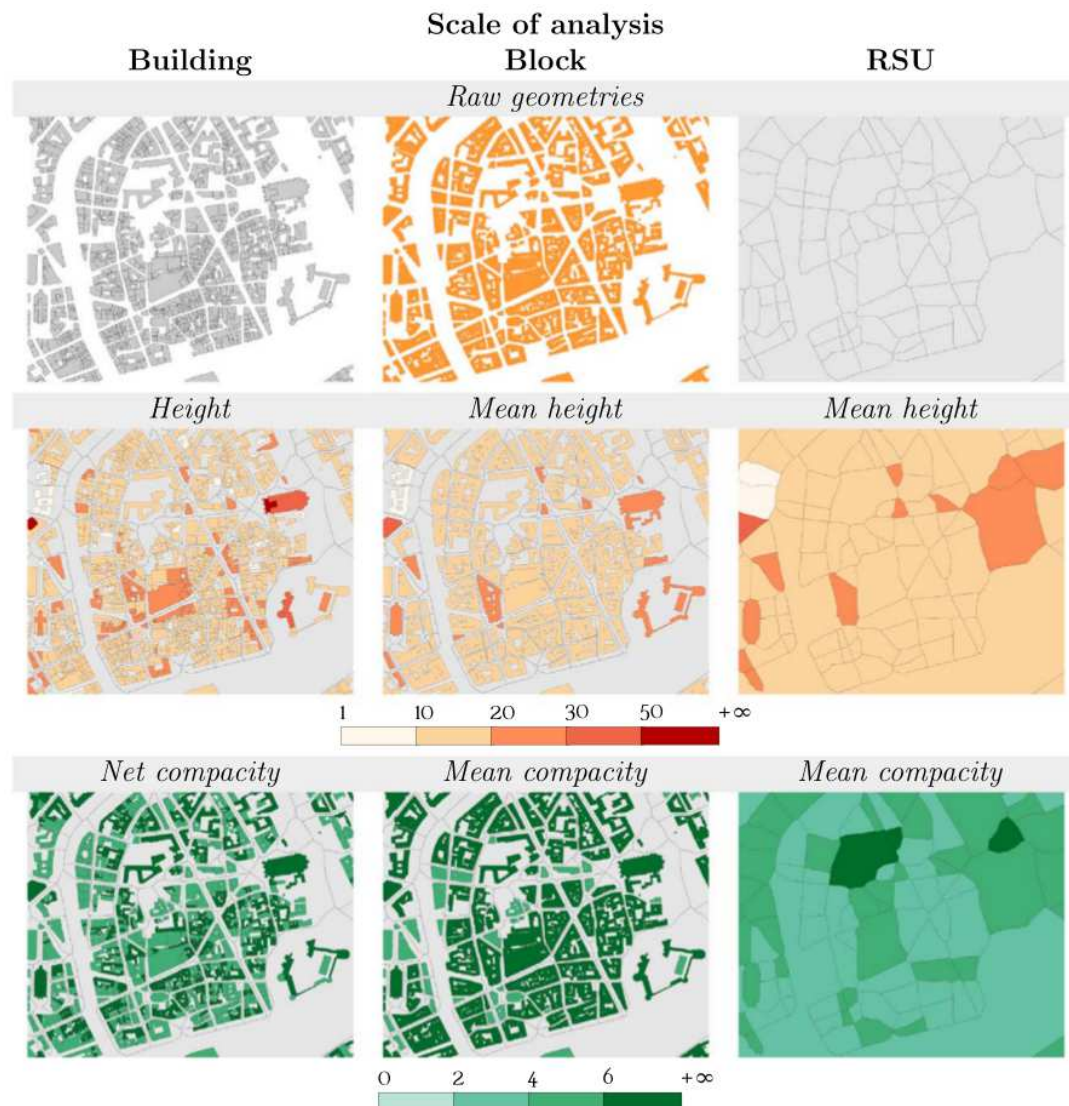 Scale of analysis
Building Block RSU
Raw geometries
Height Mean height Mean height
1 10 20 30 50 +∞
Net compacity Mean compacity Mean compacity
0 2 4 6 +∞